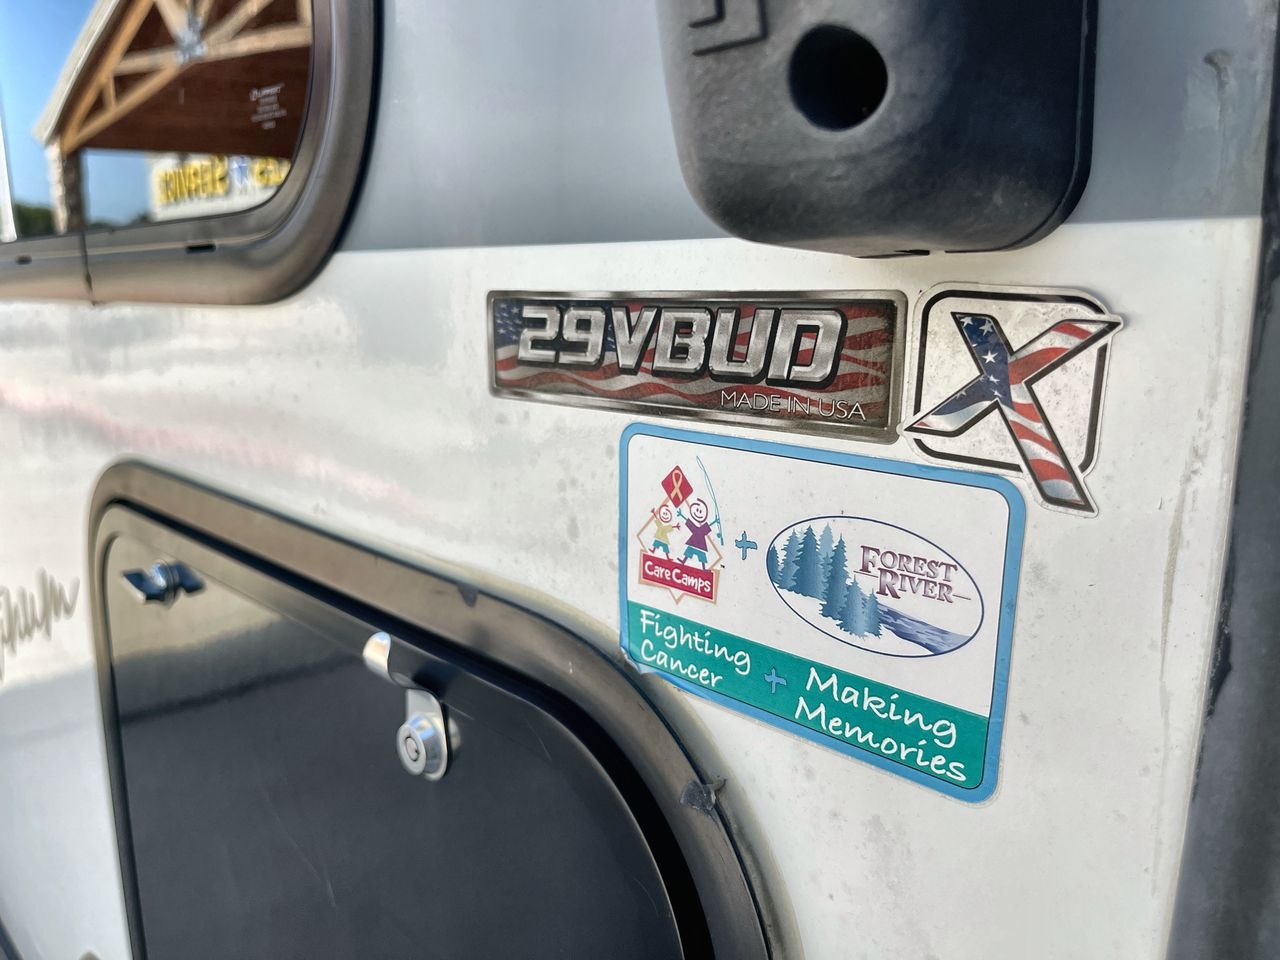 29VBUD
MADE IN USA
X
Care Camps
+
FOREST
RIVER
Fighting
Cancer
+
Making
Memories